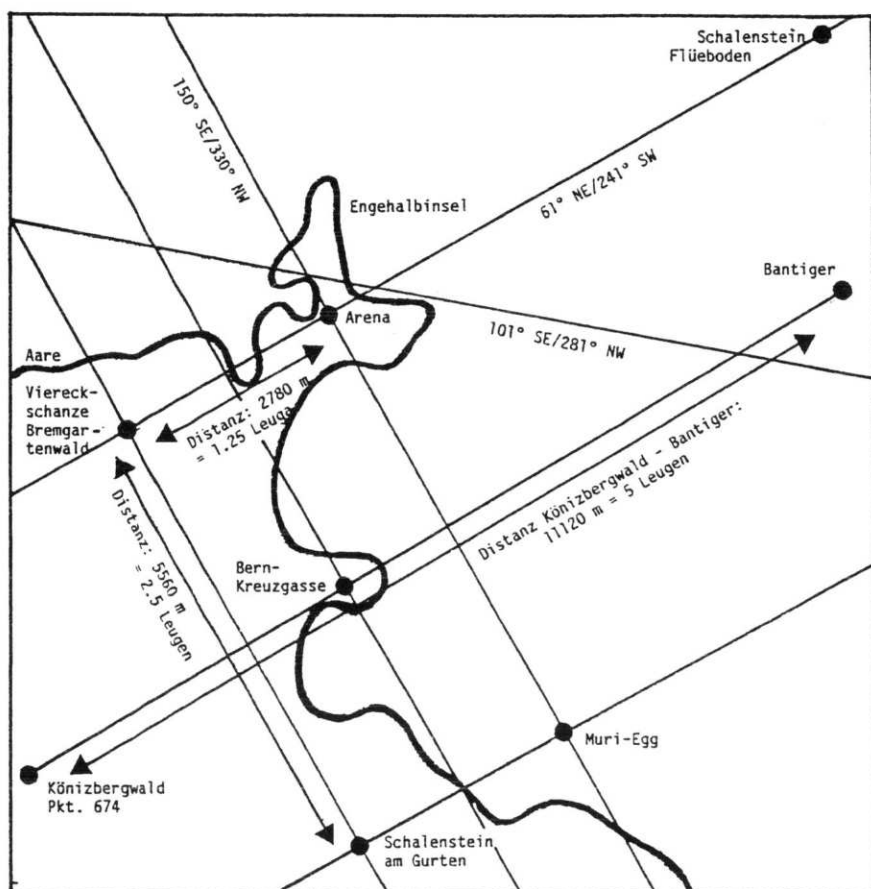 Schalenstein
Flüeboden
150° SE/330° NW
61° NE/241° SW
Engehalbinsel
Bantiger
Arena
101° SE/281° NW
Aare
Viereck-
schanze
Bremgar-
tenwald
Distanz: 2780 m
= 1.25 Leuga
Distanz: 5560 m
= 2.5 Leugen
Distanz Könizbergwald - Bantiger:
11120 m = 5 Leugen
Bern-
Kreuzgasse
Muri-Egg
Könizbergwald
Pkt. 674
Schalenstein
am Gurten